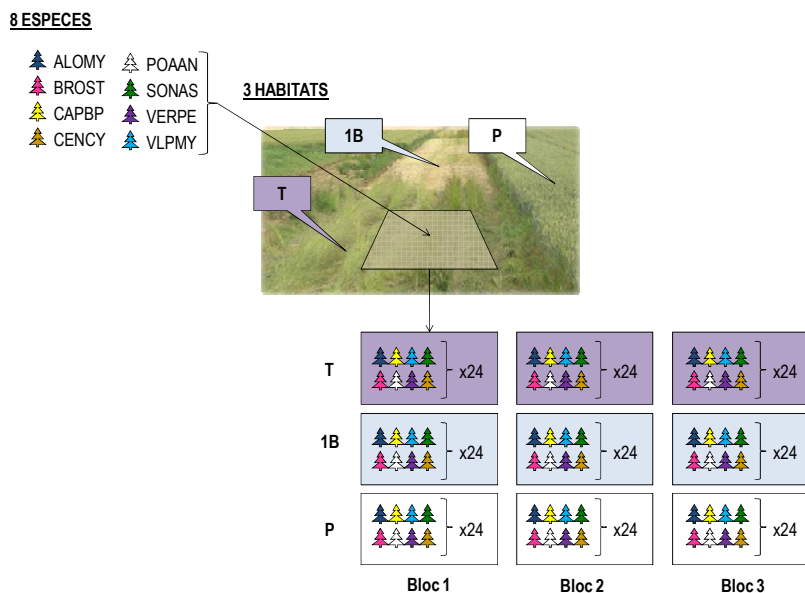 8 ESPECES
ALOMY POAAN
BROST SONAS
CAPBP VERPE
CENCY VLPMY
3 HABITATS
1B
P
T
T x24 x24 x24
1B x24 x24 x24
P x24 x24 x24
Bloc 1 Bloc 2 Bloc 3